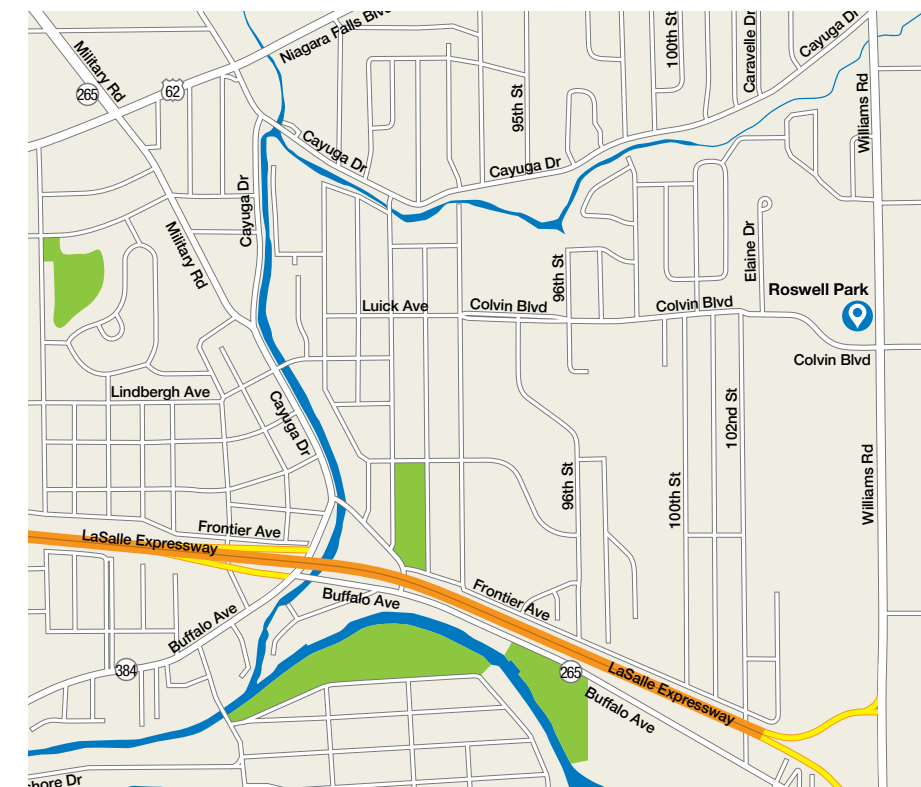 Niagara Falls Blv
Military Rd
265
62
100th St
Caravelle Dr
Cayuga Dr
95th St
Williams Rd
Cayuga Dr
Cayuga Dr
Cayuga Dr
Military Rd
96th St
Elaine Dr
Roswell Park
Luick Ave
Colvin Blvd
Colvin Blvd
Colvin Blvd
Lindbergh Ave
Cayuga Dr
102nd St
96th St
100th St
Williams Rd
Frontier Ave
LaSalle Expressway
Buffalo Ave
Frontier Ave
Buffalo Ave
384
265
LaSalle Expressway
Buffalo Ave
hore Dr